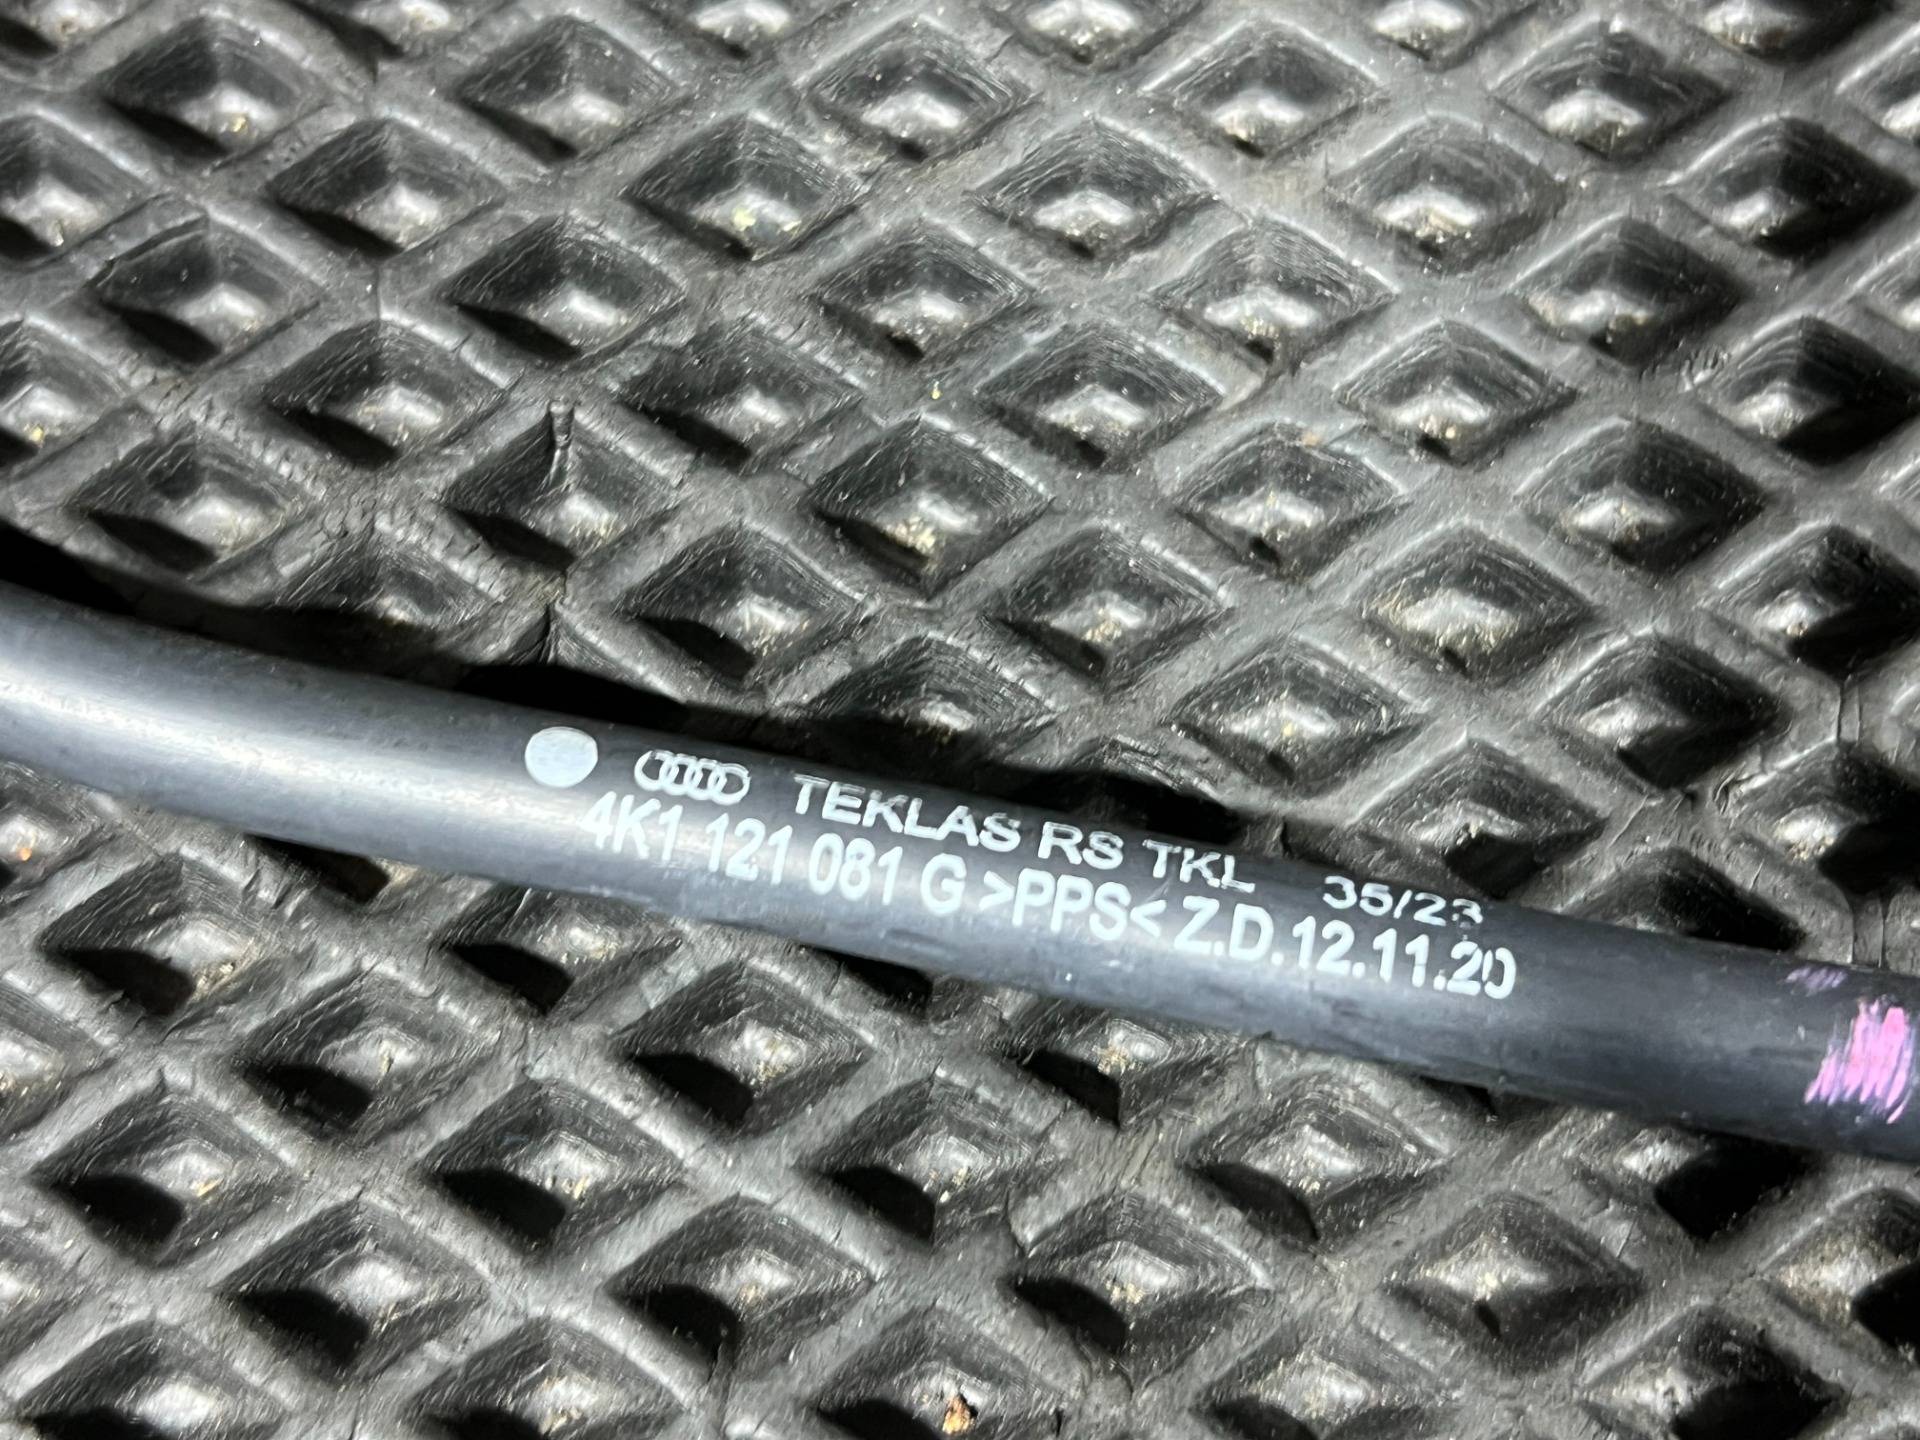 TEKLAS RS TKL 35/23
4K1 121 081 G >PPS< Z.D.12.11.20